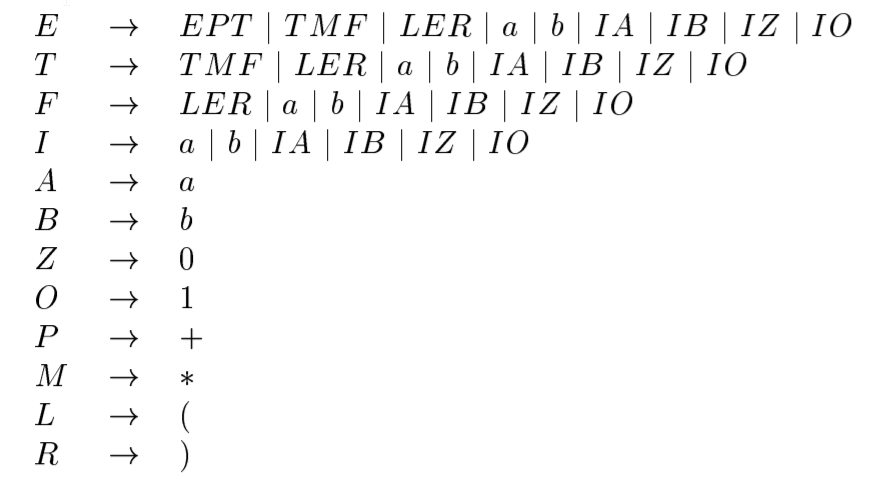 E → EPT | TMF | LER | a | b | IA | IB | IZ | IO
T → TMF | LER | a | b | IA | IB | IZ | IO
F → LER | a | b | IA | IB | IZ | IO
I → a | b | IA | IB | IZ | IO
A → a
B → b
Z → 0
O → 1
P → +
M → *
L → (
R → )